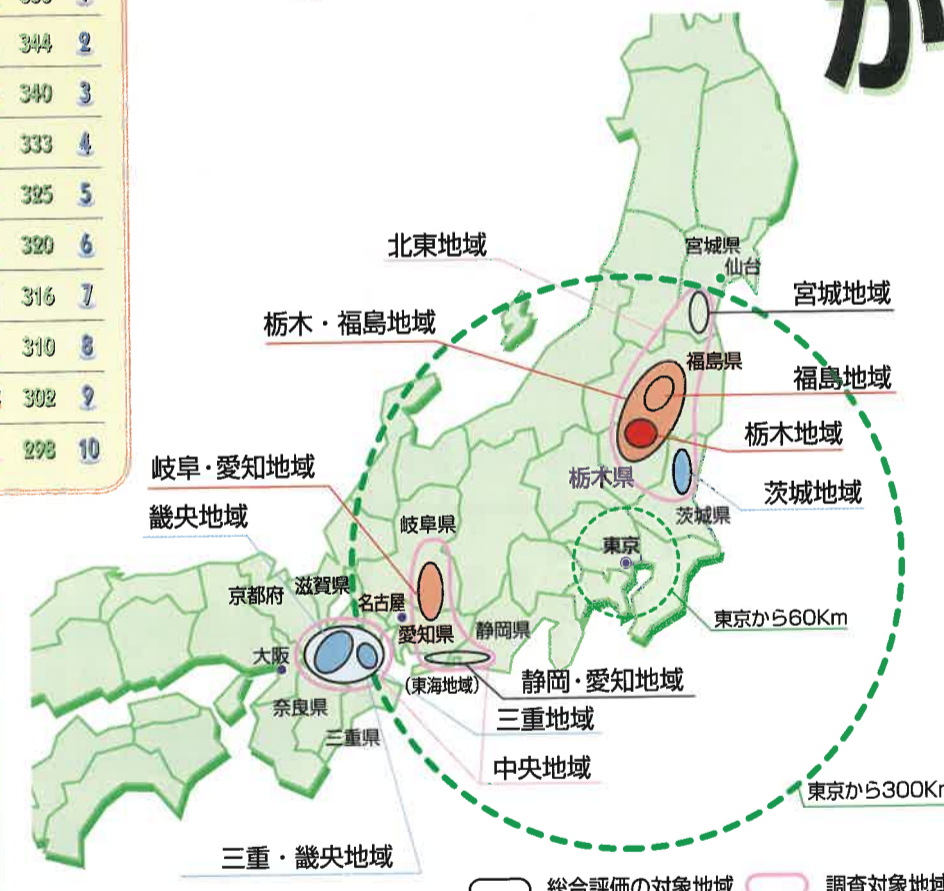 が
344 2
340 3
333 4
325 5
320 6
316 7
310 8
302 9
298 10
北東地域
宮城県
仙台
宮城地域
栃木・福島地域
福島県
福島地域
栃木地域
栃木県
茨城地域
茨城県
岐阜・愛知地域
岐阜県
畿央地域
東京
京都府
滋賀県
名古屋
愛知県
静岡県
東京から60Km
大阪
(東海地域)
静岡・愛知地域
奈良県
三重地域
三重県
中央地域
東京から300Km
三重・畿央地域
総合評価の対象地域
調査対象地域